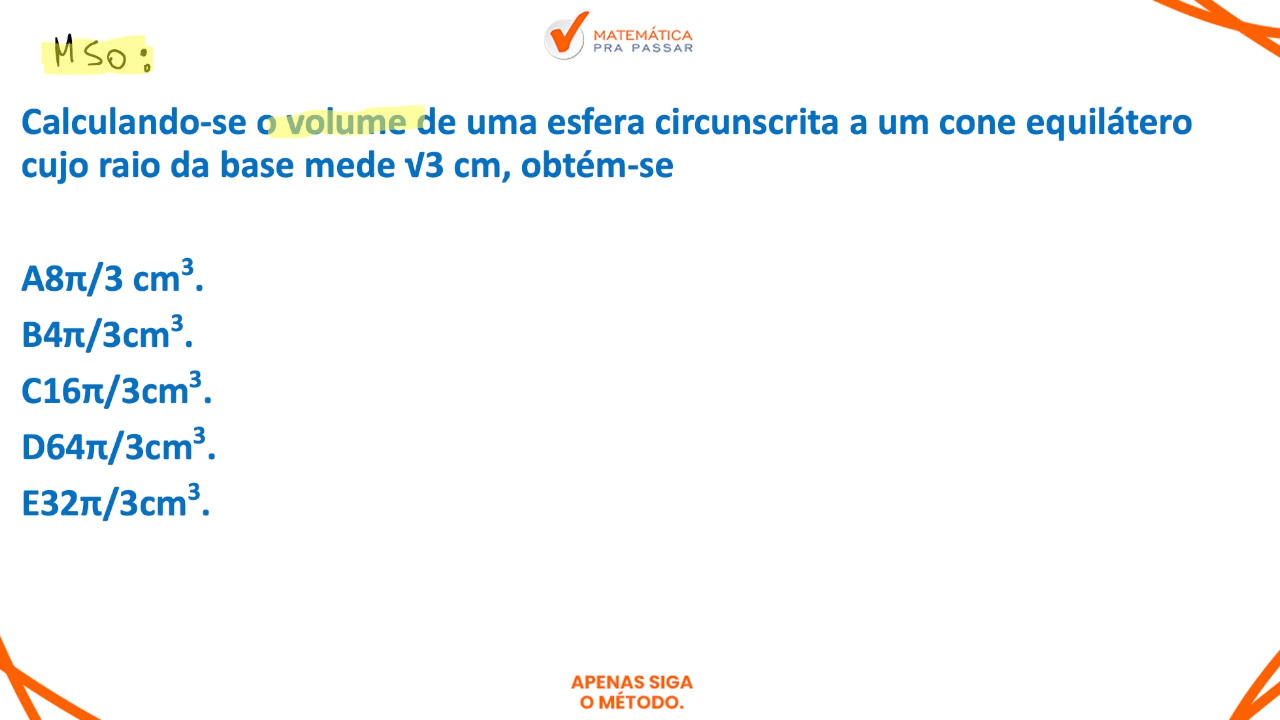 MSO:
MATEMÁTICA
PRA PASSAR
Calculando-se o volume de uma esfera circunscrita a um cone equilátero
cujo raio da base mede √3 cm, obtém-se
A8π/3 cm³.
B4π/3cm³.
C16π/3cm³.
D64π/3cm³.
E32π/3cm³.
APENAS SIGA
O MÉTODO.